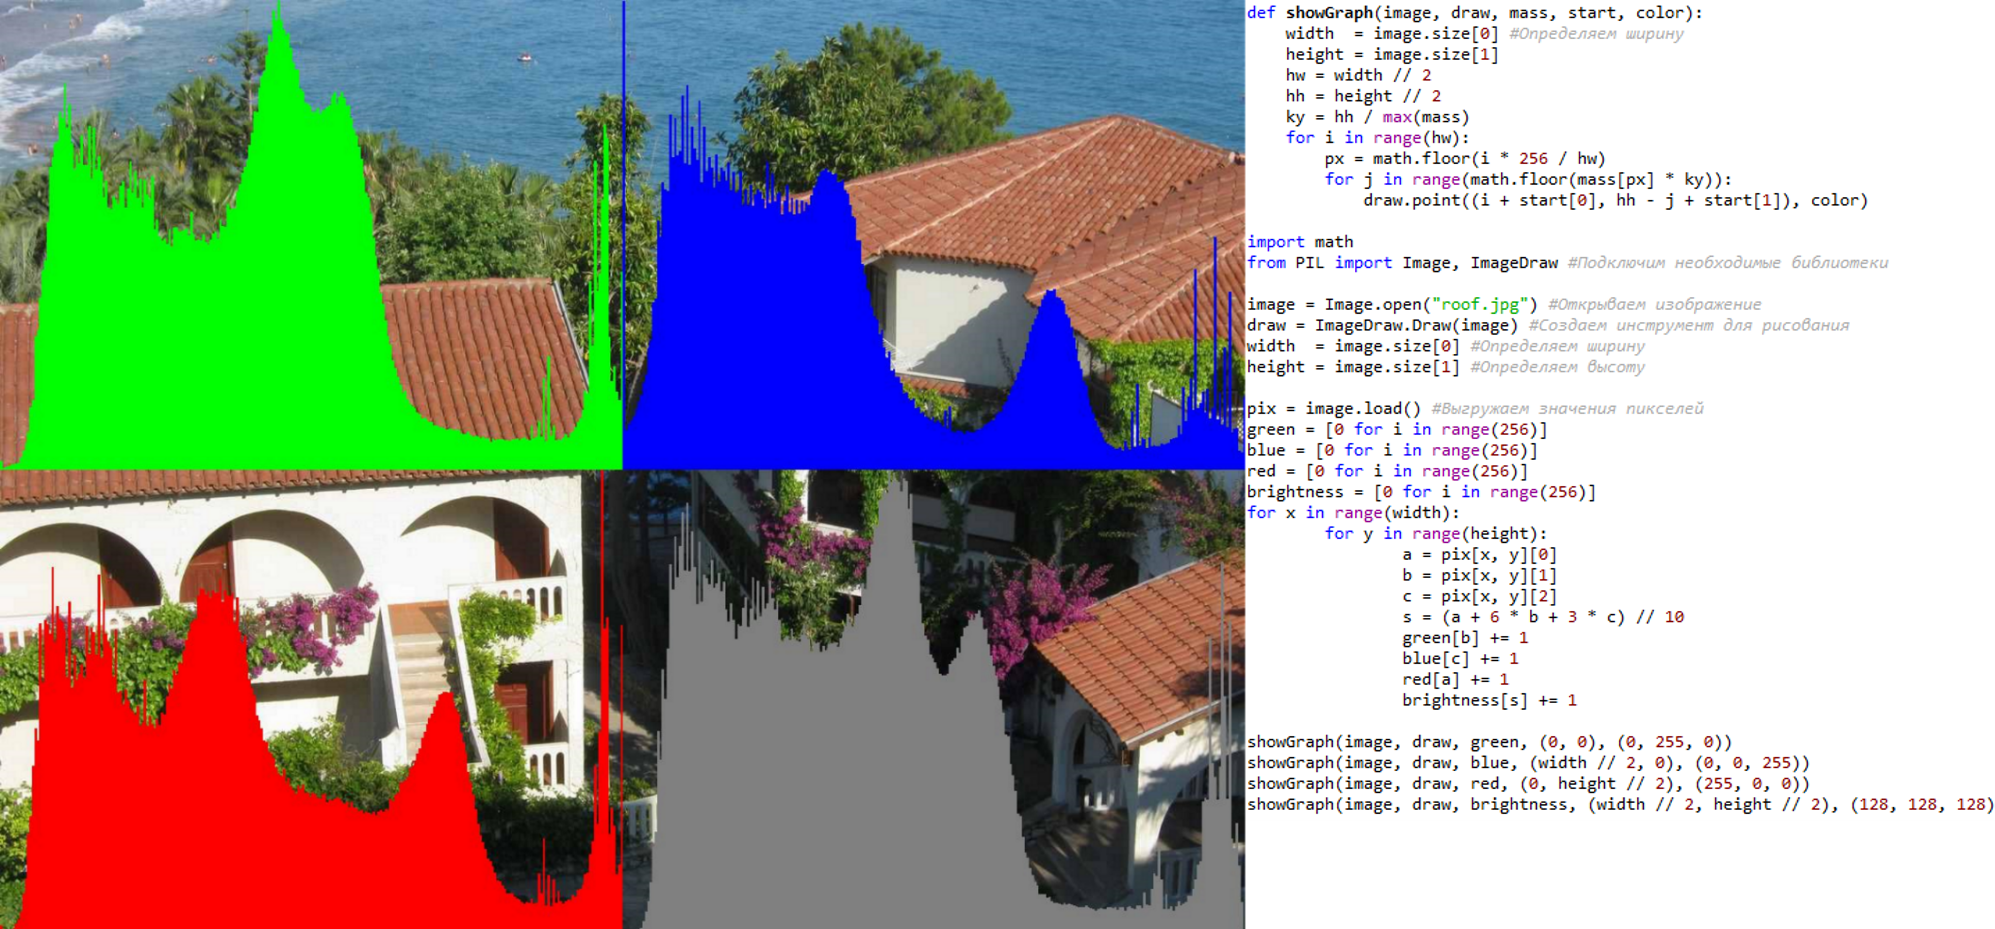 def showGraph(image, draw, mass, start, color):
    width  = image.size[0] #Определяем ширину
    height = image.size[1]
    hw = width // 2
    hh = height // 2
    ky = hh / max(mass)
    for i in range(hw):
        px = math.floor(i * 256 / hw)
        for j in range(math.floor(mass[px] * ky)):
            draw.point((i + start[0], hh - j + start[1]), color)
import math
from PIL import Image, ImageDraw #Подключим необходимые библиотеки
image = Image.open("roof.jpg") #Открываем изображение
draw = ImageDraw.Draw(image) #Создаем инструмент для рисования
width  = image.size[0] #Определяем ширину
height = image.size[1] #Определяем высоту
pix = image.load() #Выгружаем значения пикселей
green = [0 for i in range(256)]
blue = [0 for i in range(256)]
red = [0 for i in range(256)]
brightness = [0 for i in range(256)]
for x in range(width):
        for y in range(height):
                a = pix[x, y][0]
                b = pix[x, y][1]
                c = pix[x, y][2]
                s = (a + 6 * b + 3 * c) // 10
                green[b] += 1
                blue[c] += 1
                red[a] += 1
                brightness[s] += 1
showGraph(image, draw, green, (0, 0), (0, 255, 0))
showGraph(image, draw, blue, (width // 2, 0), (0, 0, 255))
showGraph(image, draw, red, (0, height // 2), (255, 0, 0))
showGraph(image, draw, brightness, (width // 2, height // 2), (128, 128, 128)